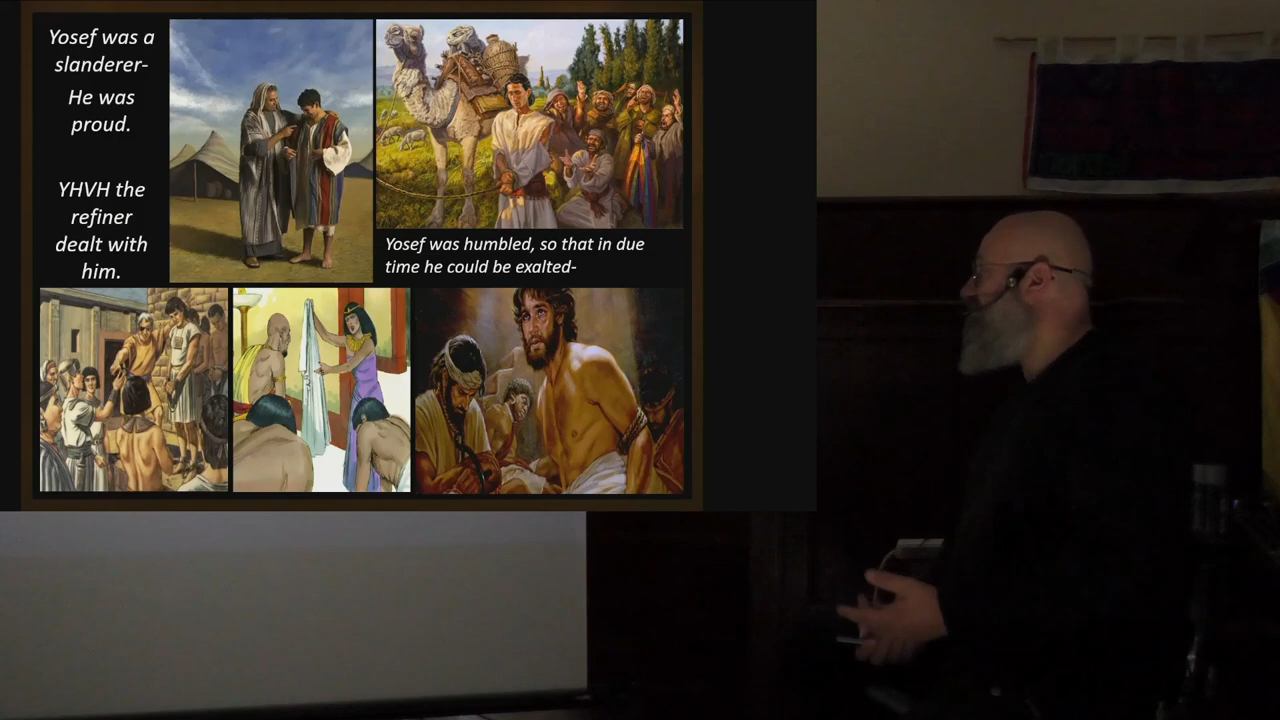 Yosef was a
slanderer-
He was
proud.
YHVH the
refiner
dealt with
him.
Yosef was humbled, so that in due
time he could be exalted-